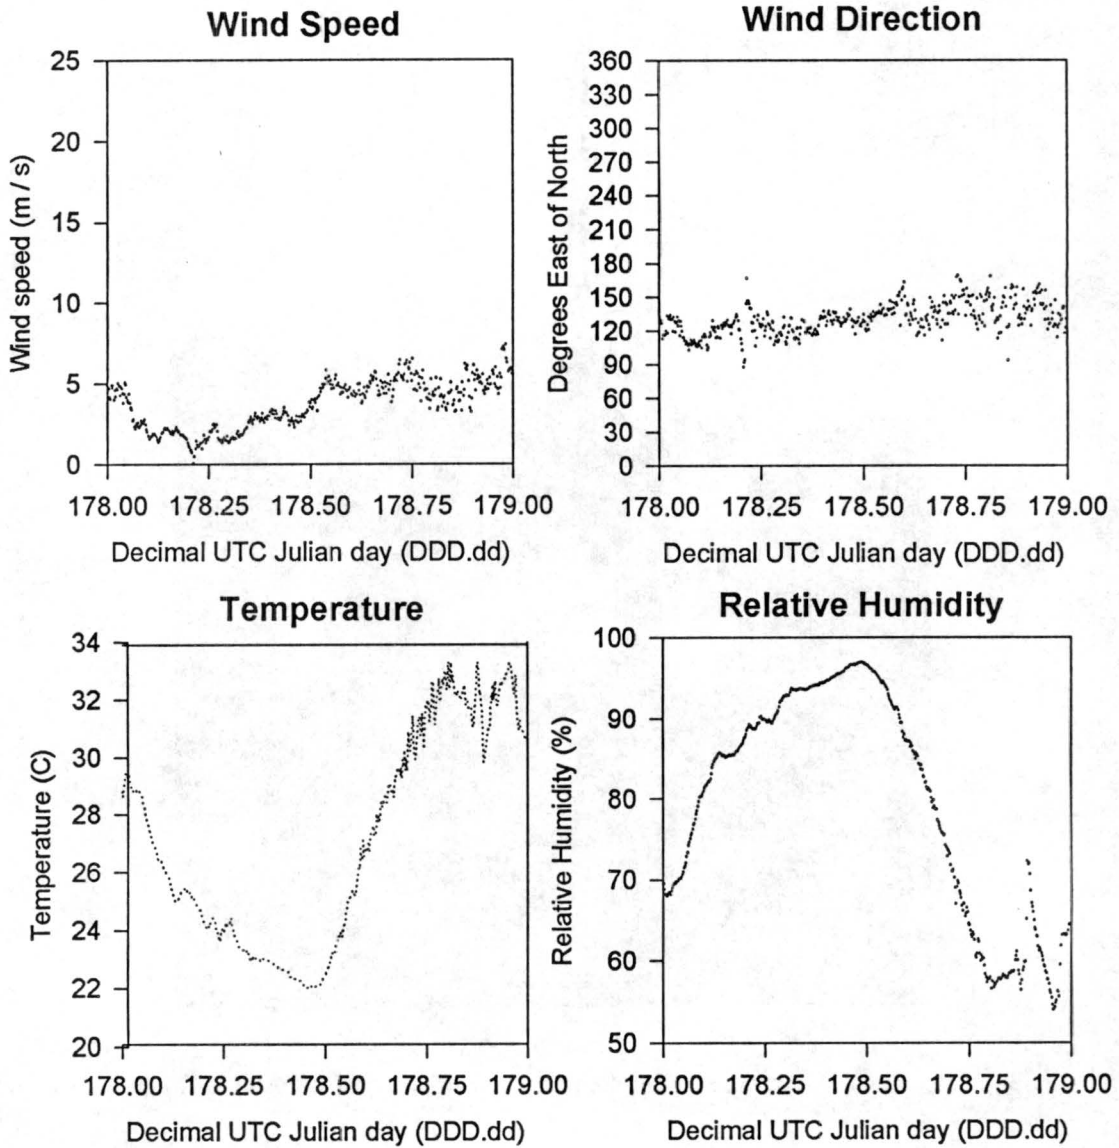 Wind Speed
25
20
15
10
5
0
Wind speed (m / s)
178.00 178.25 178.50 178.75 179.00
Decimal UTC Julian day (DDD.dd)
Wind Direction
360
330
300
270
240
210
180
150
120
90
60
30
0
Degrees East of North
178.00 178.25 178.50 178.75 179.00
Decimal UTC Julian day (DDD.dd)
Temperature
34
32
30
28
26
24
22
20
Temperature (C)
178.00 178.25 178.50 178.75 179.00
Decimal UTC Julian day (DDD.dd)
Relative Humidity
100
90
80
70
60
50
Relative Humidity (%)
178.00 178.25 178.50 178.75 179.00
Decimal UTC Julian day (DDD.dd)